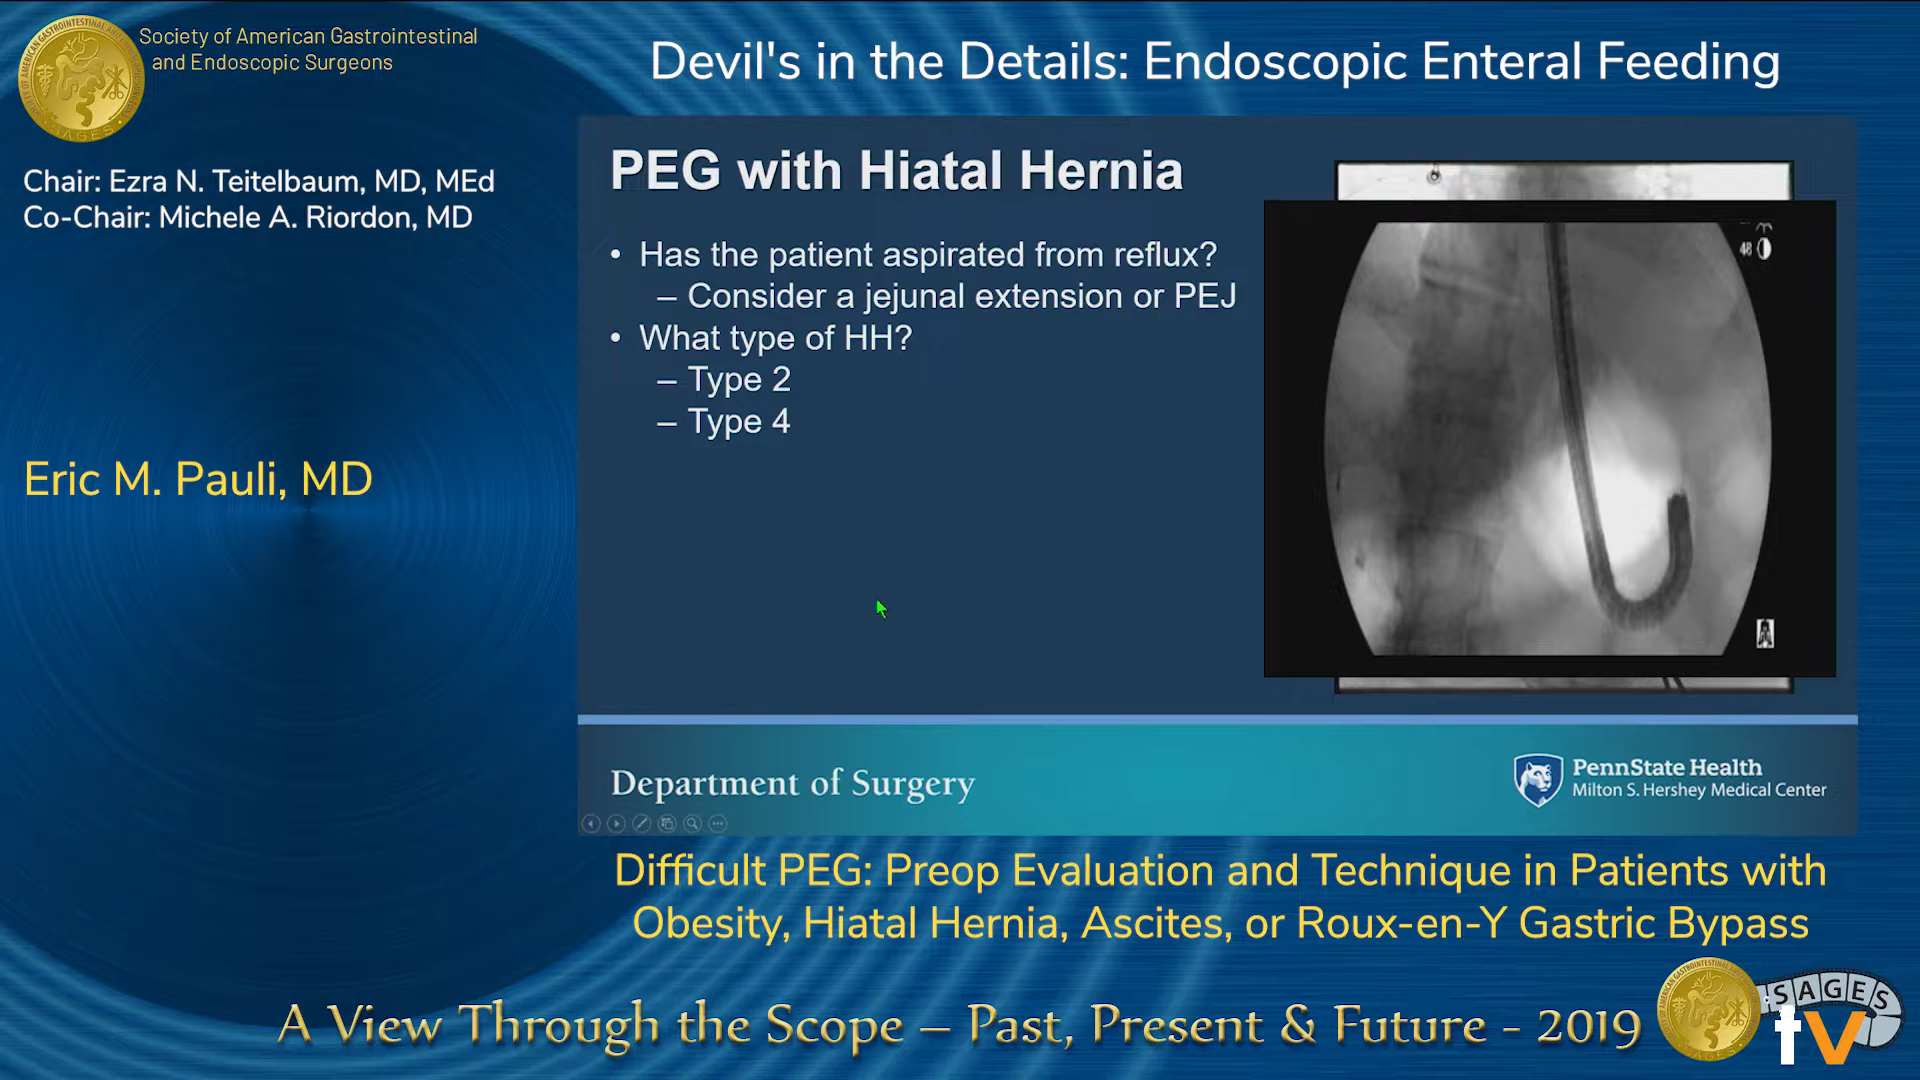 Society of American Gastrointestinal
and Endoscopic Surgeons
Devil's in the Details: Endoscopic Enteral Feeding
Chair: Ezra N. Teitelbaum, MD, MEd
Co-Chair: Michele A. Riordon, MD
Eric M. Pauli, MD
PEG with Hiatal Hernia
• Has the patient aspirated from reflux?
– Consider a jejunal extension or PEJ
• What type of HH?
– Type 2
– Type 4
48
Department of Surgery
PennState Health
Milton S. Hershey Medical Center
Difficult PEG: Preop Evaluation and Technique in Patients with
Obesity, Hiatal Hernia, Ascites, or Roux-en-Y Gastric Bypass
A View Through the Scope – Past, Present & Future - 2019
SAGES
tv